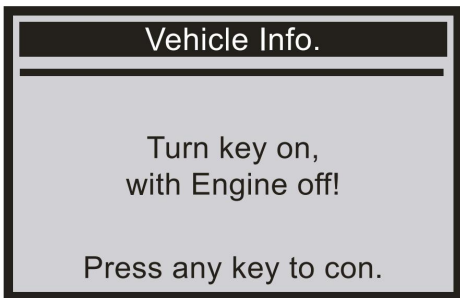 Vehicle Info.
Turn key on,
with Engine off!
Press any key to con.